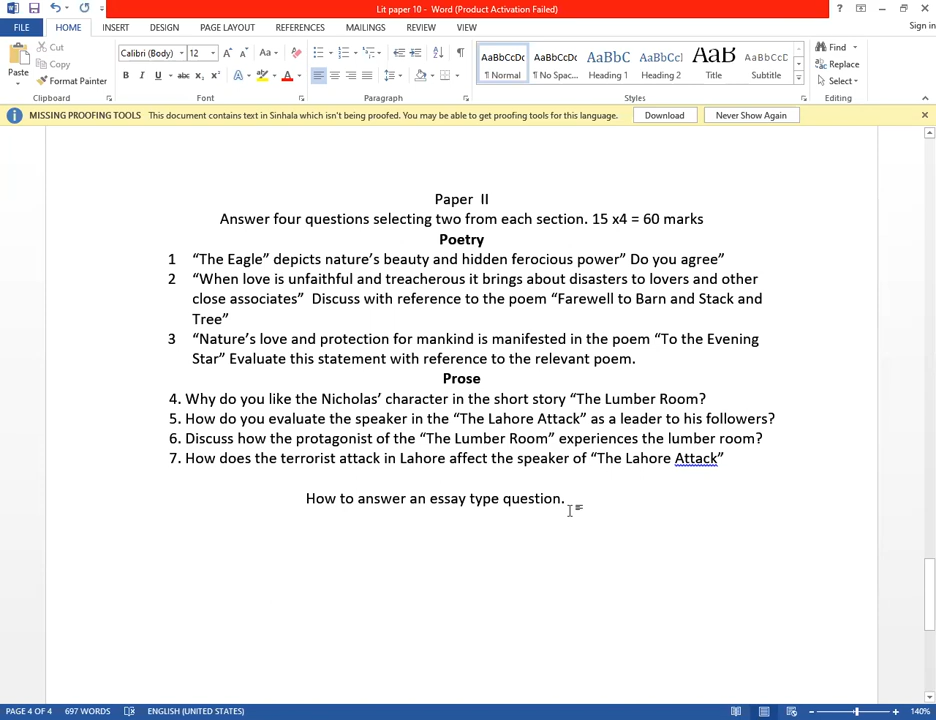 Lit paper 10 - Word (Product Activation Failed)
Sign in
FILE HOME INSERT DESIGN PAGE LAYOUT REFERENCES MAILINGS REVIEW VIEW
Paste
Cut
Copy
Format Painter
Clipboard
Calibri (Body) 12
Font
Paragraph
AaBbCcDc AaBbCcDc AaBbC AaBbCcI AaB AaBbCcC
¶ Normal ¶ No Spac... Heading 1 Heading 2 Title Subtitle
Styles
Find
Replace
Select
Editing
MISSING PROOFING TOOLS This document contains text in Sinhala which isn't being proofed. You may be able to get proofing tools for this language. Download Never Show Again
Paper II
Answer four questions selecting two from each section. 15 x4 = 60 marks
Poetry
1 “The Eagle” depicts nature’s beauty and hidden ferocious power” Do you agree”
2 “When love is unfaithful and treacherous it brings about disasters to lovers and other
close associates” Discuss with reference to the poem “Farewell to Barn and Stack and
Tree”
3 “Nature’s love and protection for mankind is manifested in the poem “To the Evening
Star” Evaluate this statement with reference to the relevant poem.
Prose
4. Why do you like the Nicholas’ character in the short story “The Lumber Room?
5. How do you evaluate the speaker in the “The Lahore Attack” as a leader to his followers?
6. Discuss how the protagonist of the “The Lumber Room” experiences the lumber room?
7. How does the terrorist attack in Lahore affect the speaker of “The Lahore Attack”
How to answer an essay type question.
PAGE 4 OF 4 697 WORDS ENGLISH (UNITED STATES) 140%